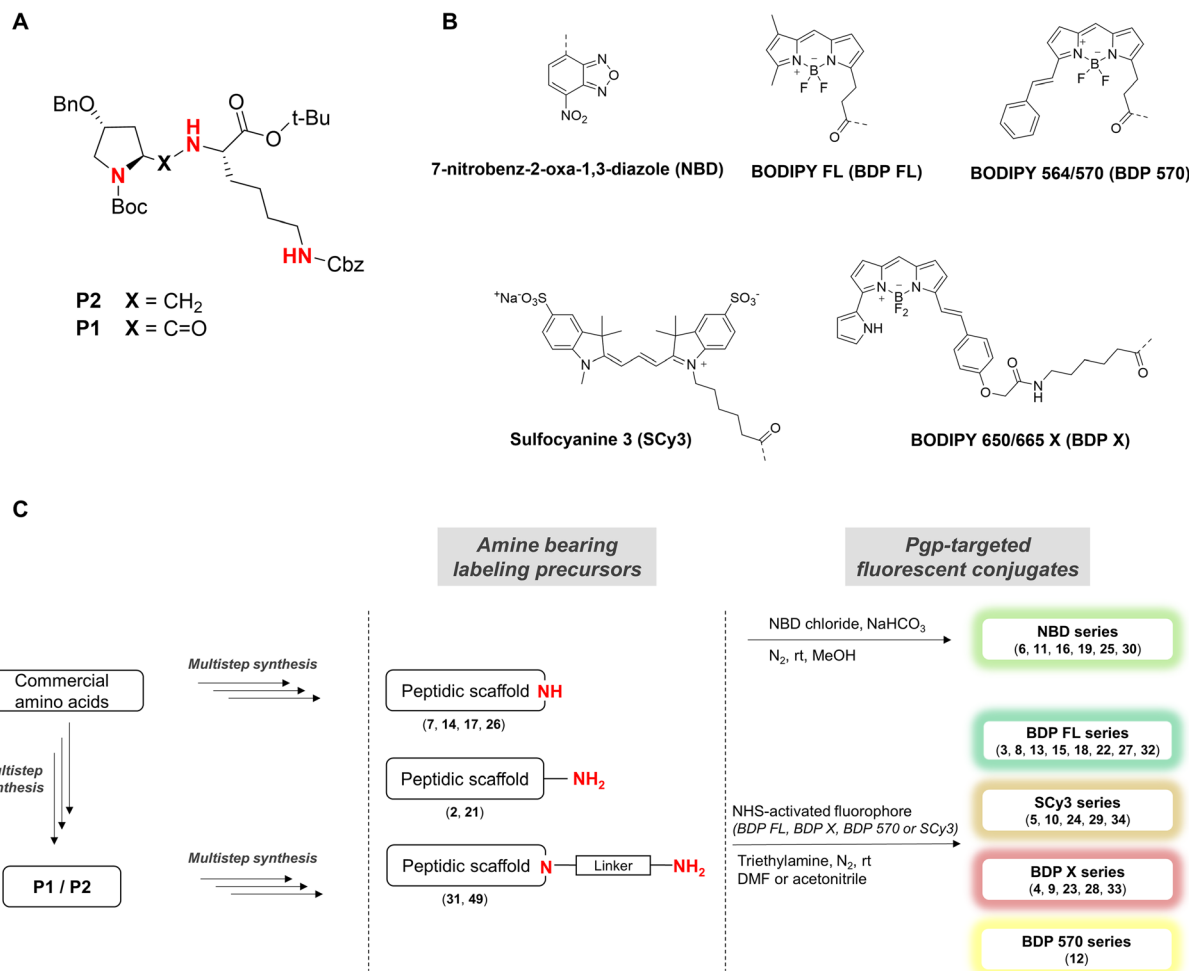 A
BnO
H
N
O
O
t-Bu
X
N
Boc
HN
Cbz
P2 X = CH2
P1 X = C=O
B
N
O
N
NO2
7-nitrobenz-2-oxa-1,3-diazole (NBD)
N
+
B
-
N
F
F
O
BODIPY FL (BDP FL)
N
+
B
-
N
F
F
O
BODIPY 564/570 (BDP 570)
+Na-O3S
SO3-
N
N
+
O
Sulfocyanine 3 (SCy3)
N
+
B
-
N
F2
NH
O
O
N
H
O
BODIPY 650/665 X (BDP X)
C
Amine bearing
labeling precursors
Pgp-targeted
fluorescent conjugates
Commercial
amino acids
Multistep synthesis
Peptidic scaffold NH
(7, 14, 17, 26)
Peptidic scaffold NH2
(2, 21)
P1 / P2
Multistep synthesis
Peptidic scaffold N Linker NH2
(31, 49)
NBD chloride, NaHCO3
N2, rt, MeOH
NHS-activated fluorophore
(BDP FL, BDP X, BDP 570 or SCy3)
Triethylamine, N2, rt
DMF or acetonitrile
NBD series
(6, 11, 16, 19, 25, 30)
BDP FL series
(3, 8, 13, 15, 18, 22, 27, 32)
SCy3 series
(5, 10, 24, 29, 34)
BDP X series
(4, 9, 23, 28, 33)
BDP 570 series
(12)